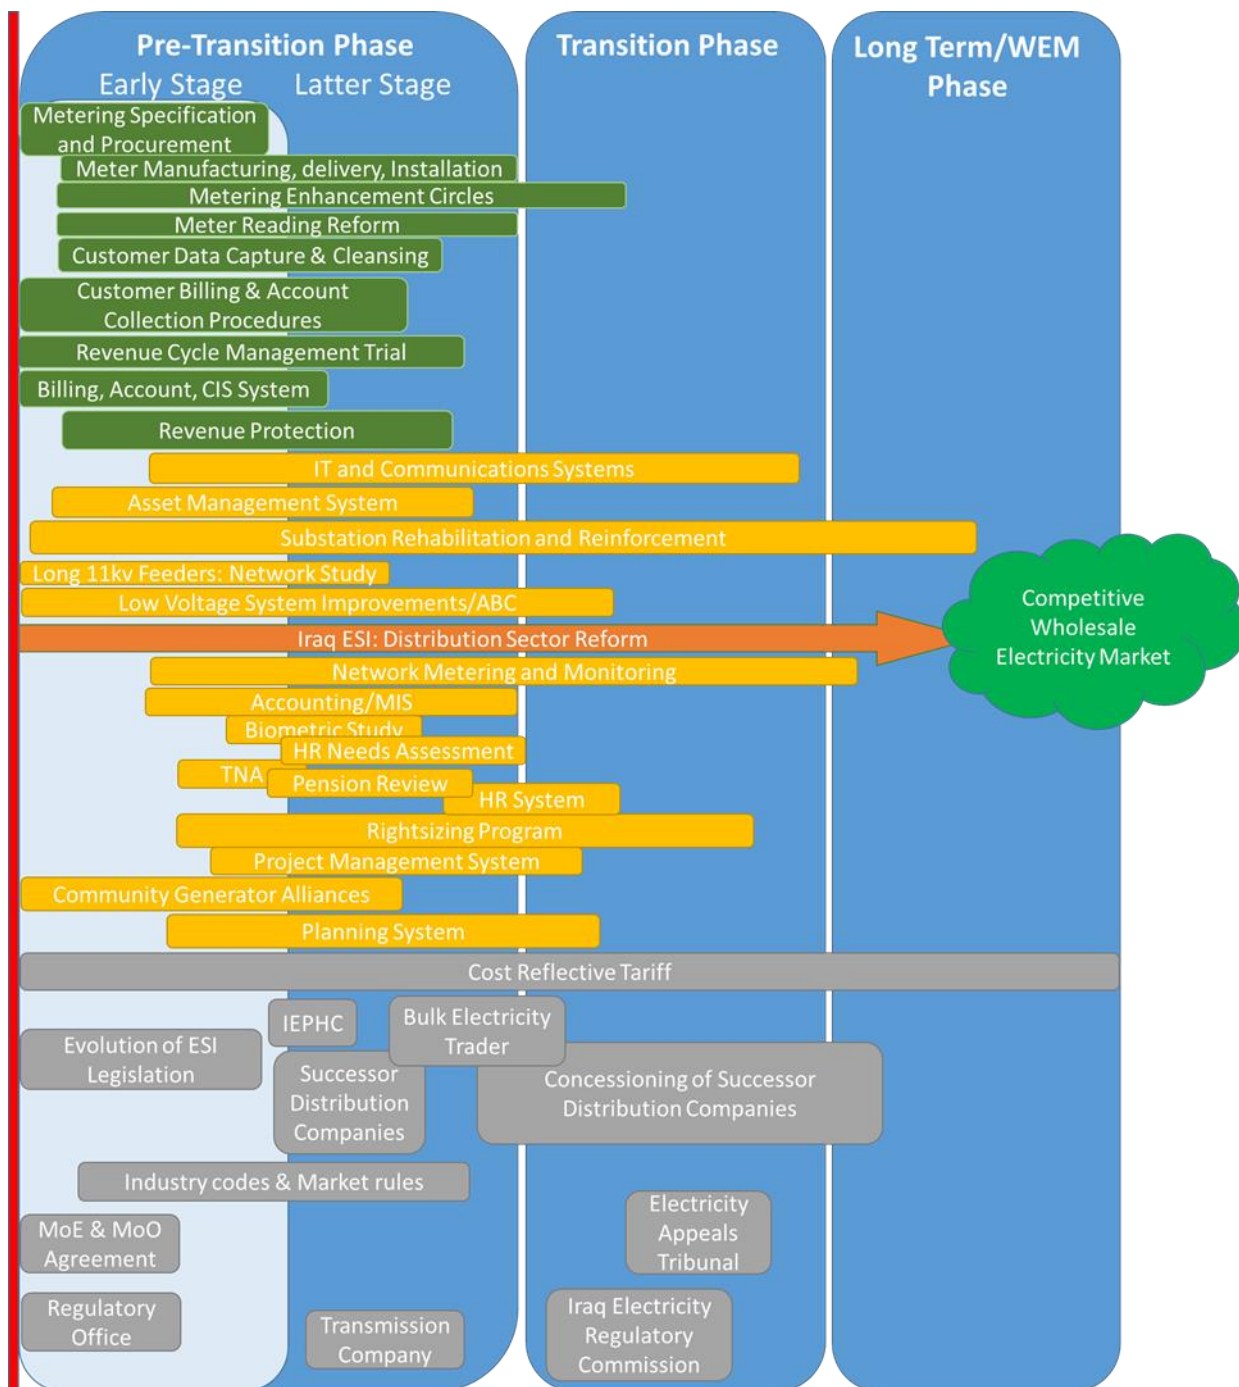 Pre-Transition Phase
Early Stage
Latter Stage
Transition Phase
Long Term/WEM
Phase
Metering Specification
and Procurement
Meter Manufacturing, delivery, Installation
Metering Enhancement Circles
Meter Reading Reform
Customer Data Capture & Cleansing
Customer Billing & Account
Collection Procedures
Revenue Cycle Management Trial
Billing, Account, CIS System
Revenue Protection
IT and Communications Systems
Asset Management System
Substation Rehabilitation and Reinforcement
Long 11kv Feeders: Network Study
Low Voltage System Improvements/ABC
Iraq ESI: Distribution Sector Reform
Competitive
Wholesale
Electricity Market
Network Metering and Monitoring
Accounting/MIS
Biometric Study
HR Needs Assessment
TNA
Pension Review
HR System
Rightsizing Program
Project Management System
Community Generator Alliances
Planning System
Cost Reflective Tariff
IEPHC
Bulk Electricity
Trader
Evolution of ESI
Legislation
Successor
Distribution
Companies
Concessioning of Successor
Distribution Companies
Industry codes & Market rules
MoE & MoO
Agreement
Electricity
Appeals
Tribunal
Regulatory
Office
Transmission
Company
Iraq Electricity
Regulatory
Commission